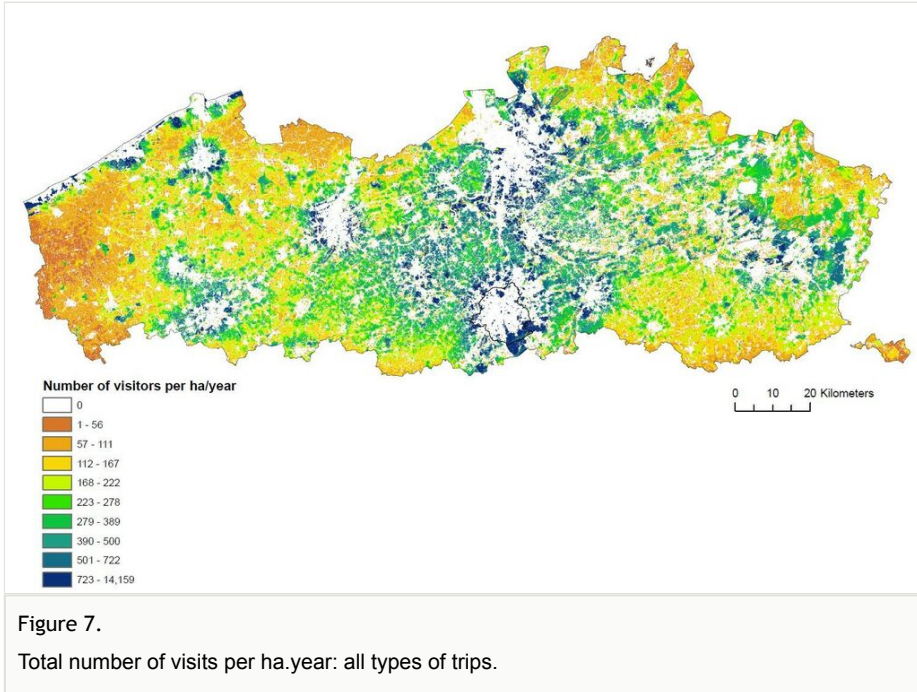 Number of visitors per ha/year
0
1 - 56
57 - 111
112 - 167
168 - 222
223 - 278
279 - 389
390 - 500
501 - 722
723 - 14,159
0 10 20 Kilometers
Figure 7.
Total number of visits per ha.year: all types of trips.